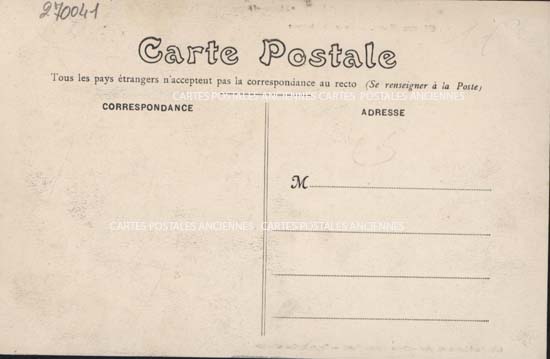 270041
Carte Postale
Tous les pays étrangers n'acceptent pas la correspondance au recto (Se renseigner à la Poste)
CARTES POSTALES ANCIENNES CARTES POSTALES ANCIENNES
CORRESPONDANCE
ADRESSE
M
CARTES POSTALES ANCIENNES CARTES POSTALES ANCIENNES